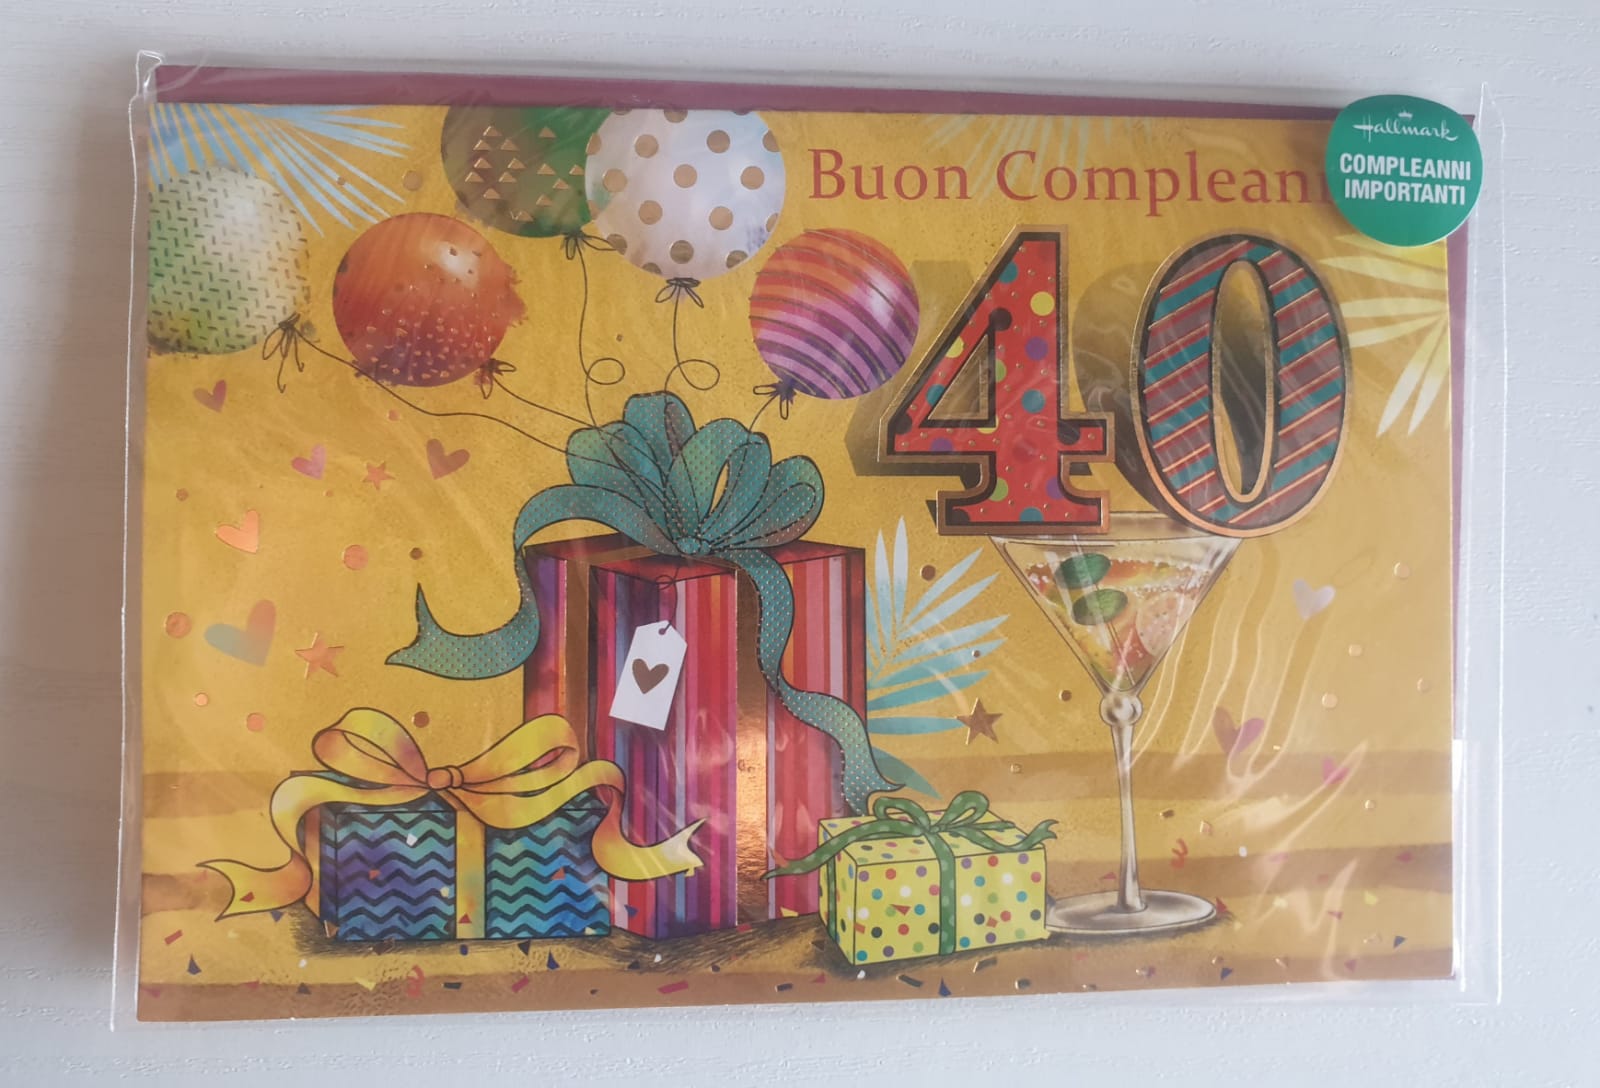 Buon Compleann
40
Hallmark
COMPLEANNI
IMPORTANTI